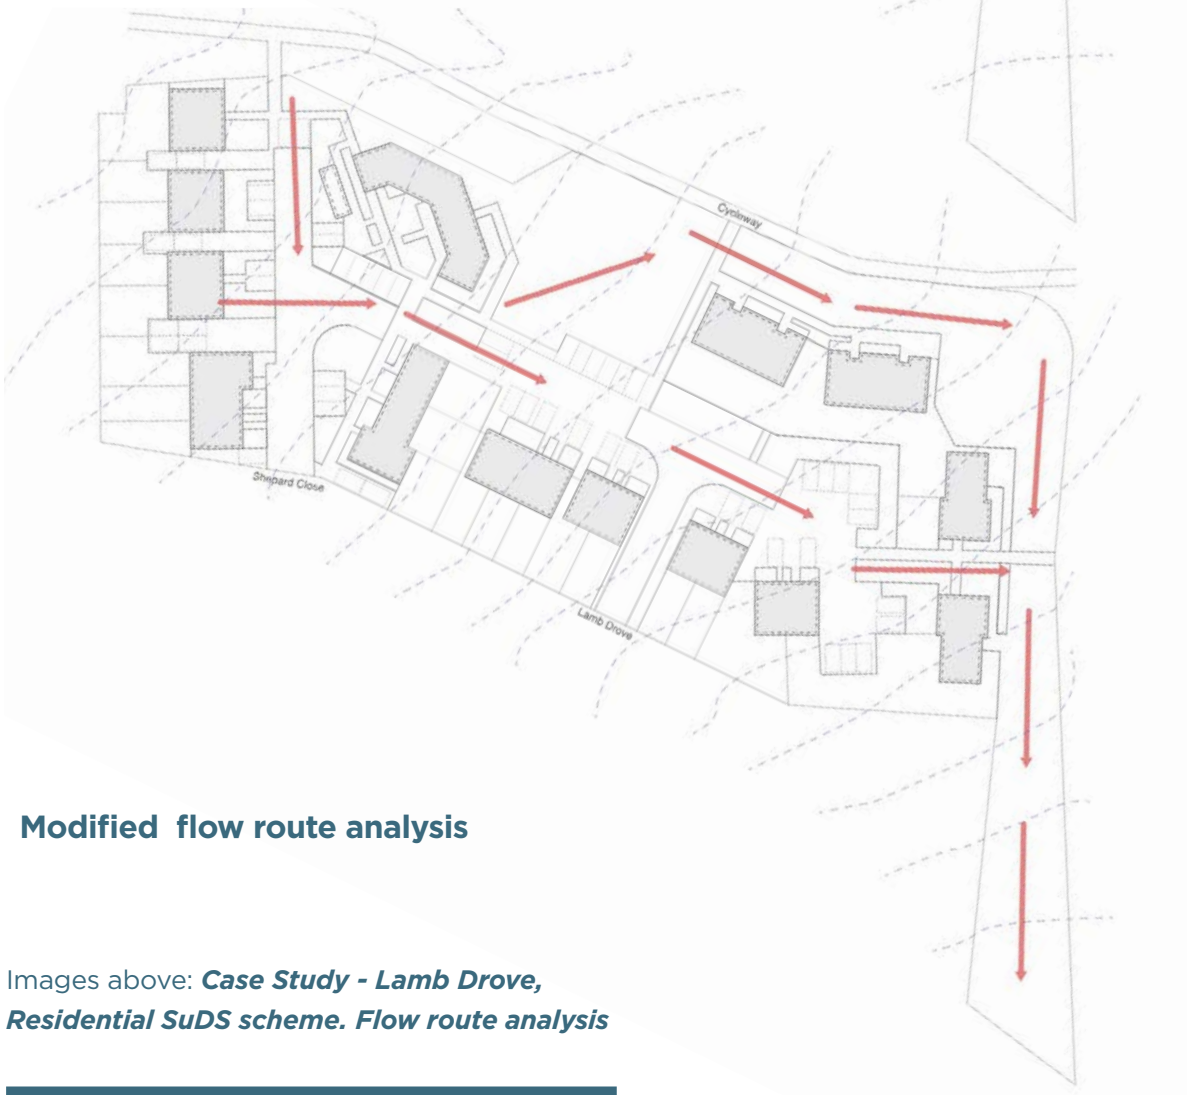 Cycleway
Shepard Close
Lamb Drove
Modified  flow route analysis
Images above: Case Study - Lamb Drove,
Residential SuDS scheme. Flow route analysis